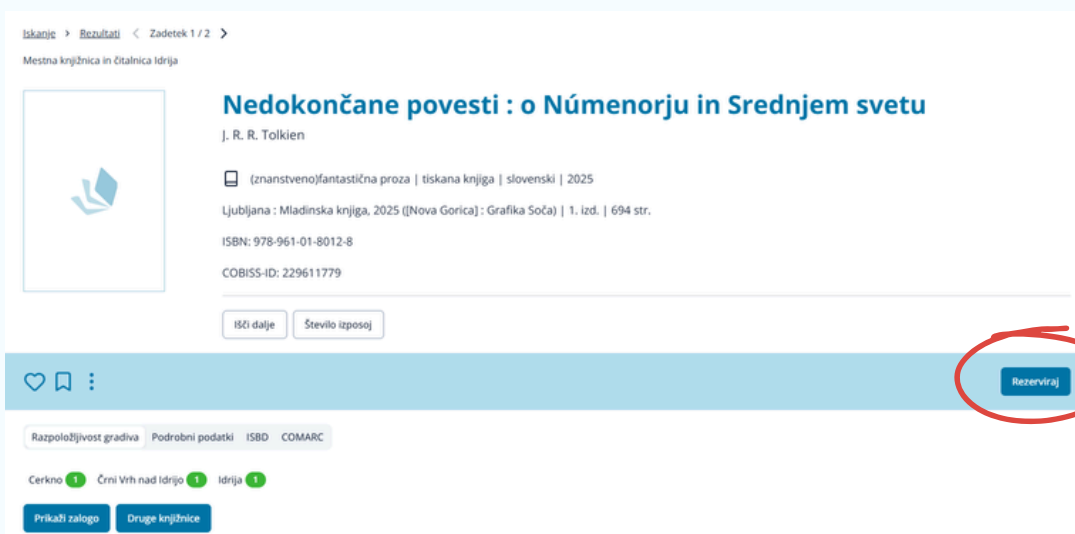 Iskanje > Rezultati < Zadetek 1 / 2 >
Mestna knjižnica in čitalnica Idrija
Nedokončane povesti : o Númenorju in Srednjem svetu
J. R. R. Tolkien
(znanstveno)fantastična proza | tiskana knjiga | slovenski | 2025
Ljubljana : Mladinska knjiga, 2025 ([Nova Gorica] : Grafika Soča) | 1. izd. | 694 str.
ISBN: 978-961-01-8012-8
COBISS-ID: 229611779
Išči dalje Število izposoj
Rezerviraj
Razpoložljivost gradiva Podrobni podatki ISBD COMARC
Cerkno 1 Črni Vrh nad Idrijo 1 Idrija 1
Prikaži zalogo Druge knjižnice